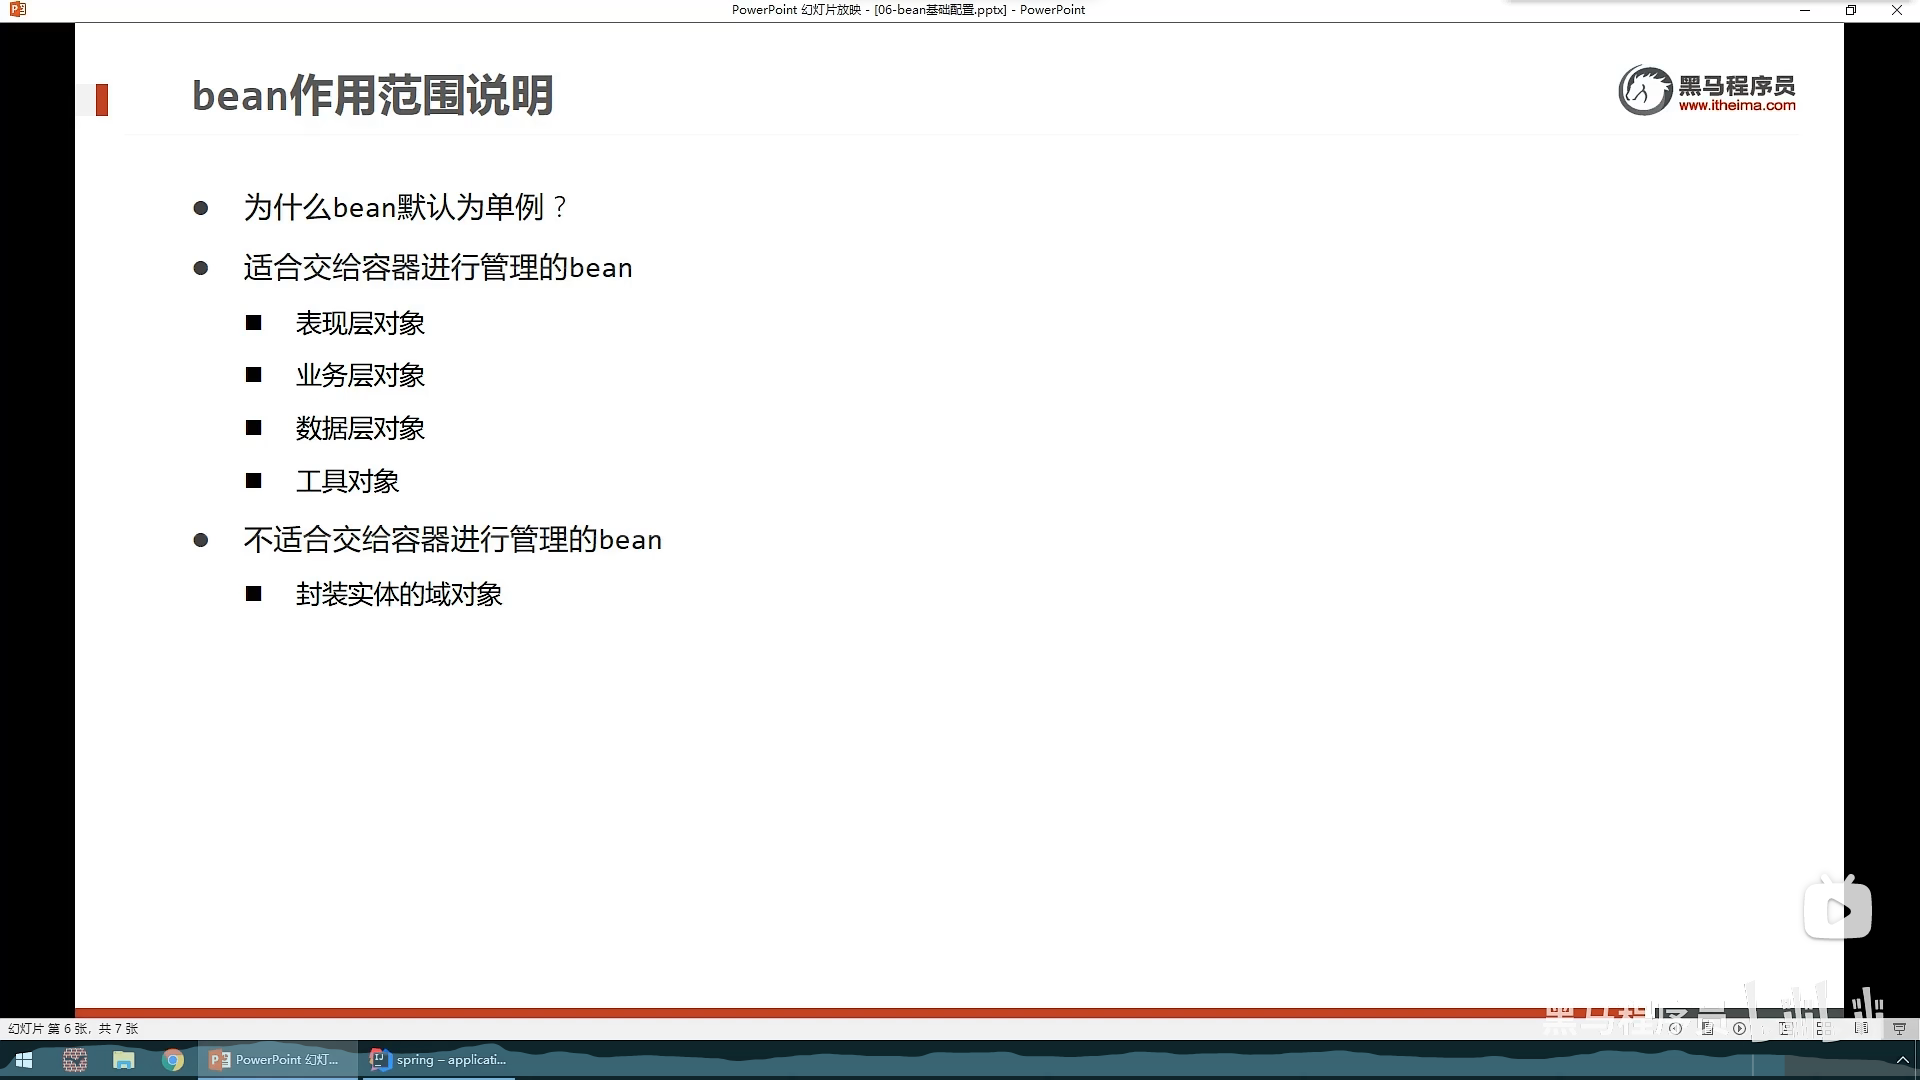 PowerPoint 幻灯片放映 - [06-bean基础配置.pptx] - PowerPoint
bean作用范围说明
黑马程序员
www.itheima.com
为什么bean默认为单例？
适合交给容器进行管理的bean
表现层对象
业务层对象
数据层对象
工具对象
不适合交给容器进行管理的bean
封装实体的域对象
黑马程序员
幻灯片 第 6 张，共 7 张
PowerPoint 幻灯...
spring – applicati...